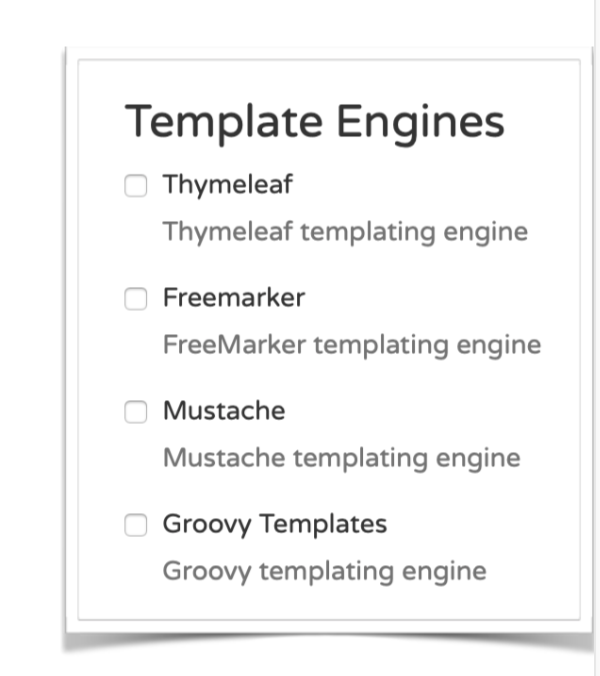 Template Engines
Thymeleaf
Thymeleaf templating engine
Freemarker
FreeMarker templating engine
Mustache
Mustache templating engine
Groovy Templates
Groovy templating engine